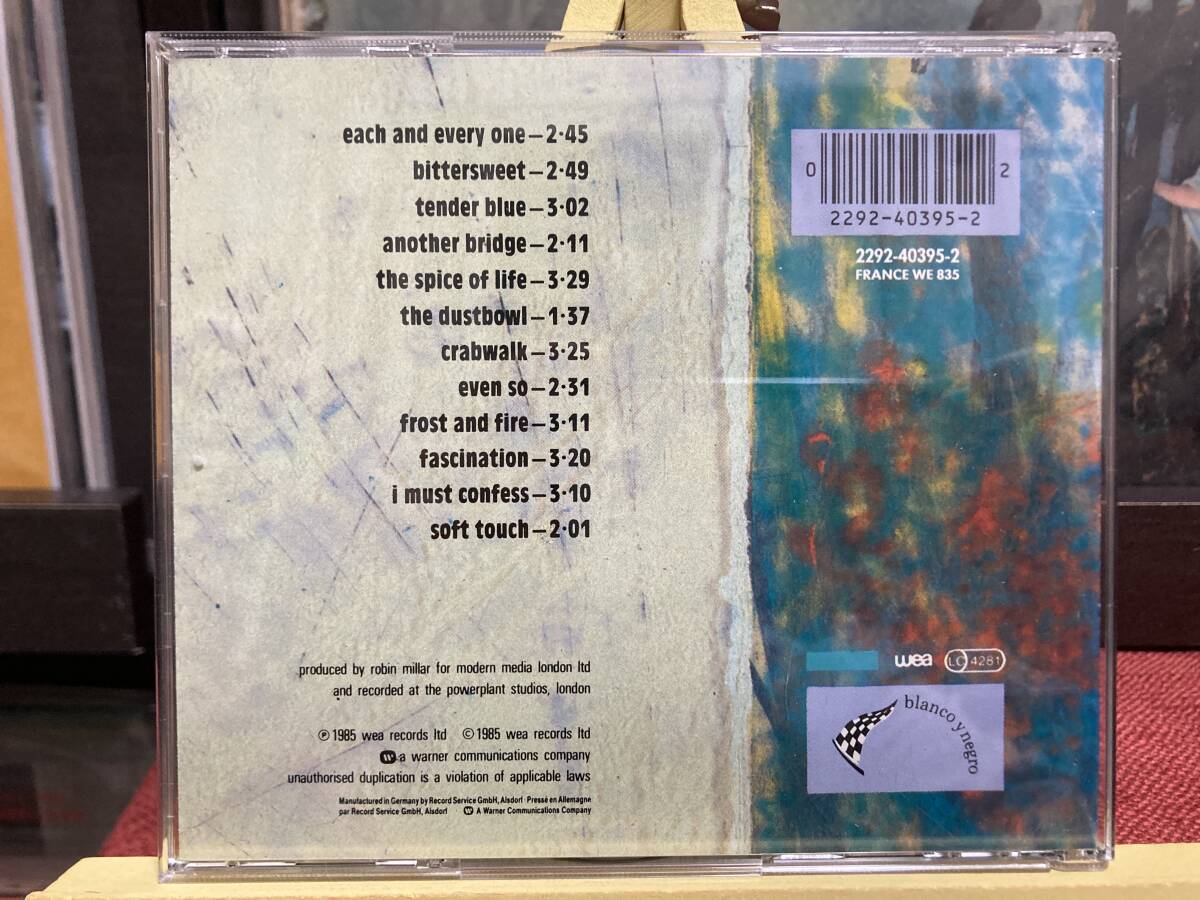 each and every one – 2·45
bittersweet – 2·49
tender blue – 3·02
another bridge – 2·11
the spice of life – 3·29
the dustbowl – 1·37
crabwalk – 3·25
even so – 2·31
frost and fire – 3·11
fascination – 3·20
i must confess – 3·10
soft touch – 2·01
produced by robin millar for modern media london ltd
and recorded at the powerplant studios, london
℗ 1985 wea records ltd © 1985 wea records ltd
w a warner communications company
unauthorised duplication is a violation of applicable laws
Manufactured in Germany by Record Service GmbH, Alsdorf · Pressé en Allemagne
par Record Service GmbH, Alsdorf w A Warner Communications Company
0 2
2292-40395-2
2292-40395-2
FRANCE WE 835
wea LC 4281
blanco y negro